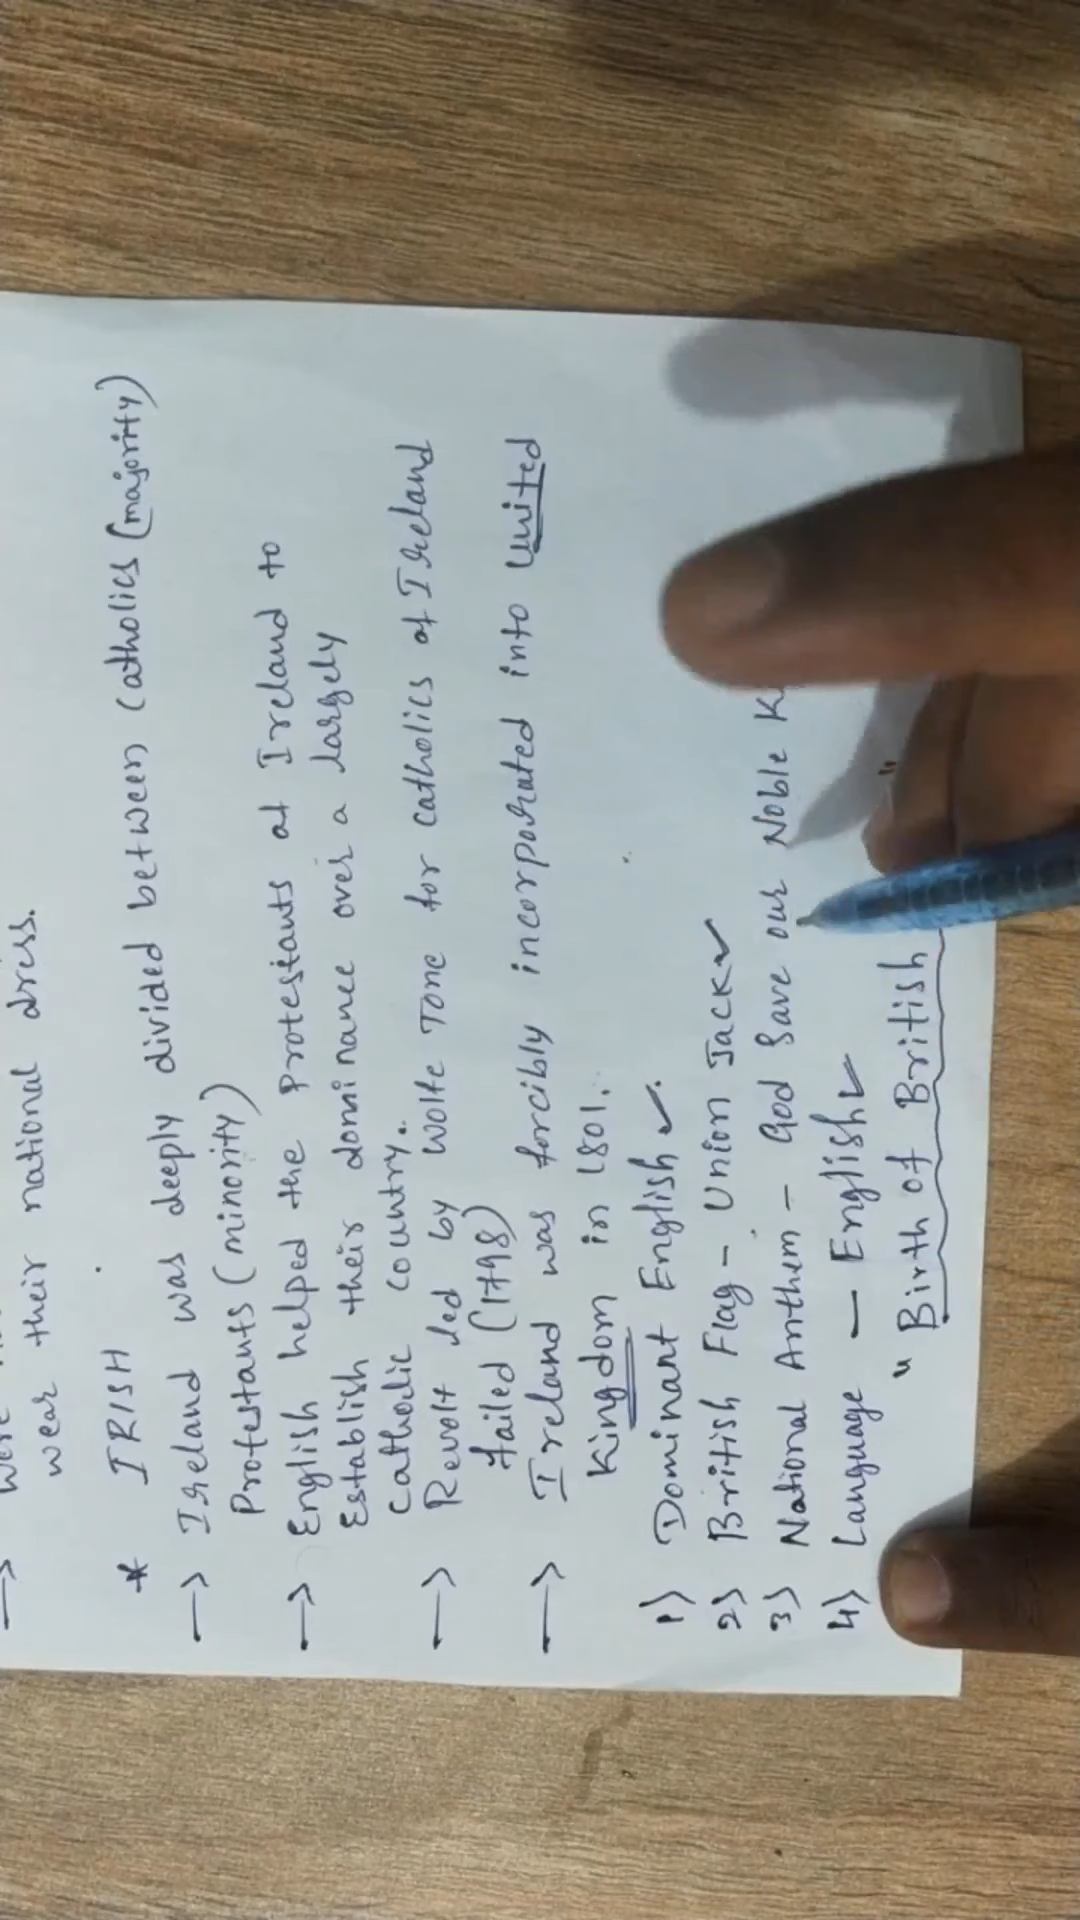 wear their national dress.
* IRISH
→ Ireland was deeply divided between Catholics (majority)
Protestants (minority)
→ English helped the Protestants of Ireland to
Establish their dominance over a largely
Catholic Country.
→ Revolt led by Wolfe Tone for Catholics of Ireland
failed (1798)
→ Ireland was forcibly incorporated into United
Kingdom in 1801.
1) Dominant English ✓
2) British Flag - Union Jack ✓
3) National Anthem - God Save our Noble
4) Language - English ✓
" Birth of British